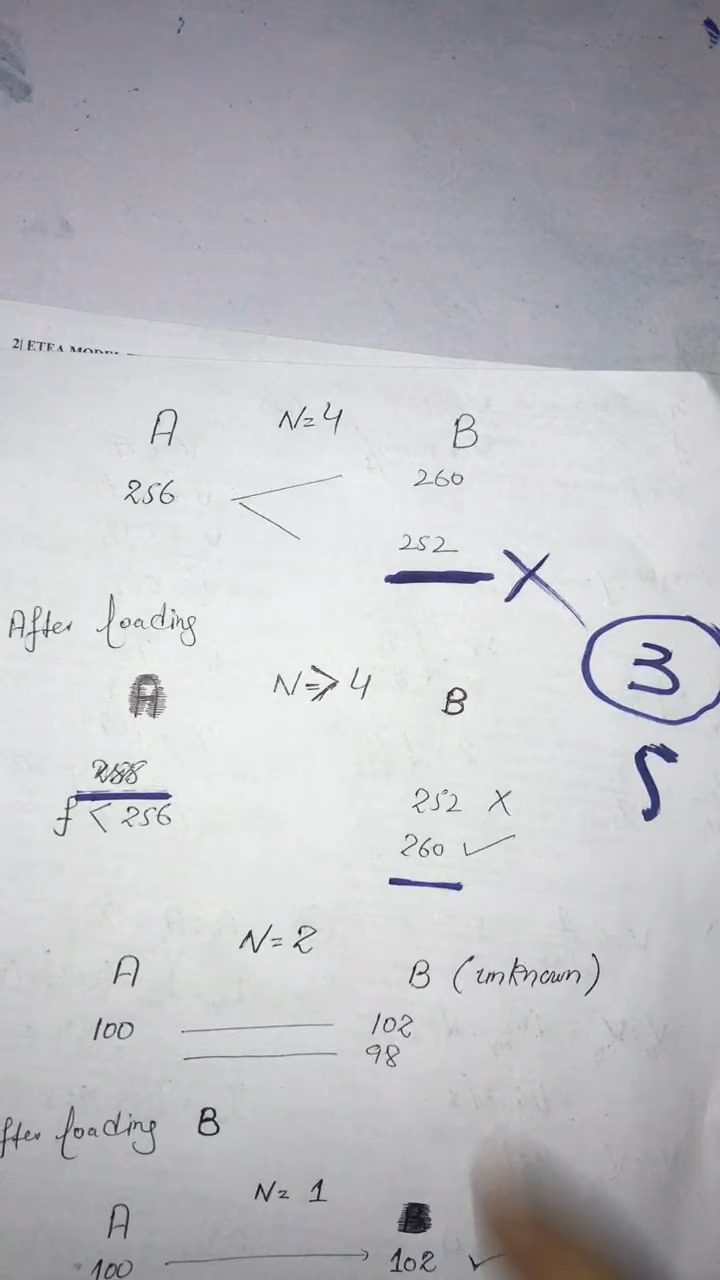 2| ETEA MODEL
A N=4 B
256 260
252 X
3
After loading
A N⩾4 B
288
f < 256
252 X
260 ✓
N=2
A B (unknown)
100 102
98
fter loading B
N= 1
A B
100 102 ✓